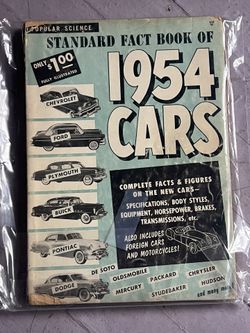 POPULAR SCIENCE
STANDARD FACT BOOK OF
ONLY
$1.00
FULLY ILLUSTRATED
1954
CARS
CHEVROLET
FORD
PLYMOUTH
BUICK
PONTIAC
DODGE
COMPLETE FACTS & FIGURES
ON THE NEW CARS—
SPECIFICATIONS, BODY STYLES,
EQUIPMENT, HORSEPOWER, BRAKES,
TRANSMISSIONS, etc.
ALSO INCLUDES
FOREIGN CARS
AND MOTORCYCLES!
DE SOTO
OLDSMOBILE
PACKARD
CHRYSLER
MERCURY
STUDEBAKER
HUDSON
and many more